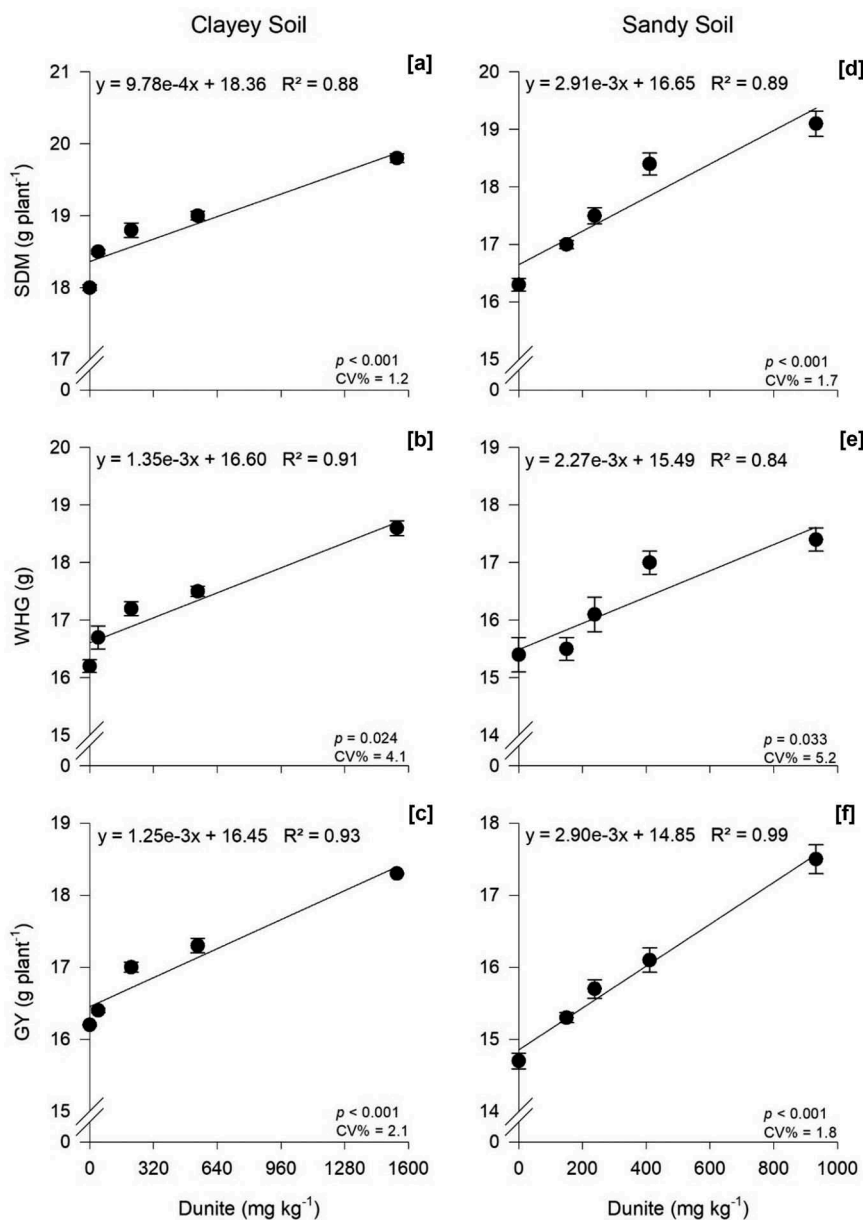 Clayey Soil
Sandy Soil
[a]
y = 9.78e-4x + 18.36 R² = 0.88
21
20
19
18
17
0
SDM (g plant⁻¹)
p < 0.001
CV% = 1.2
[d]
y = 2.91e-3x + 16.65 R² = 0.89
20
19
18
17
16
15
0
p < 0.001
CV% = 1.7
[b]
y = 1.35e-3x + 16.60 R² = 0.91
20
19
18
17
16
15
0
WHG (g)
p = 0.024
CV% = 4.1
[e]
y = 2.27e-3x + 15.49 R² = 0.84
19
18
17
16
15
14
0
p = 0.033
CV% = 5.2
[c]
y = 1.25e-3x + 16.45 R² = 0.93
19
18
17
16
15
0
GY (g plant⁻¹)
p < 0.001
CV% = 2.1
0 320 640 960 1280 1600
Dunite (mg kg⁻¹)
[f]
y = 2.90e-3x + 14.85 R² = 0.99
18
17
16
15
14
0
p < 0.001
CV% = 1.8
0 200 400 600 800 1000
Dunite (mg kg⁻¹)